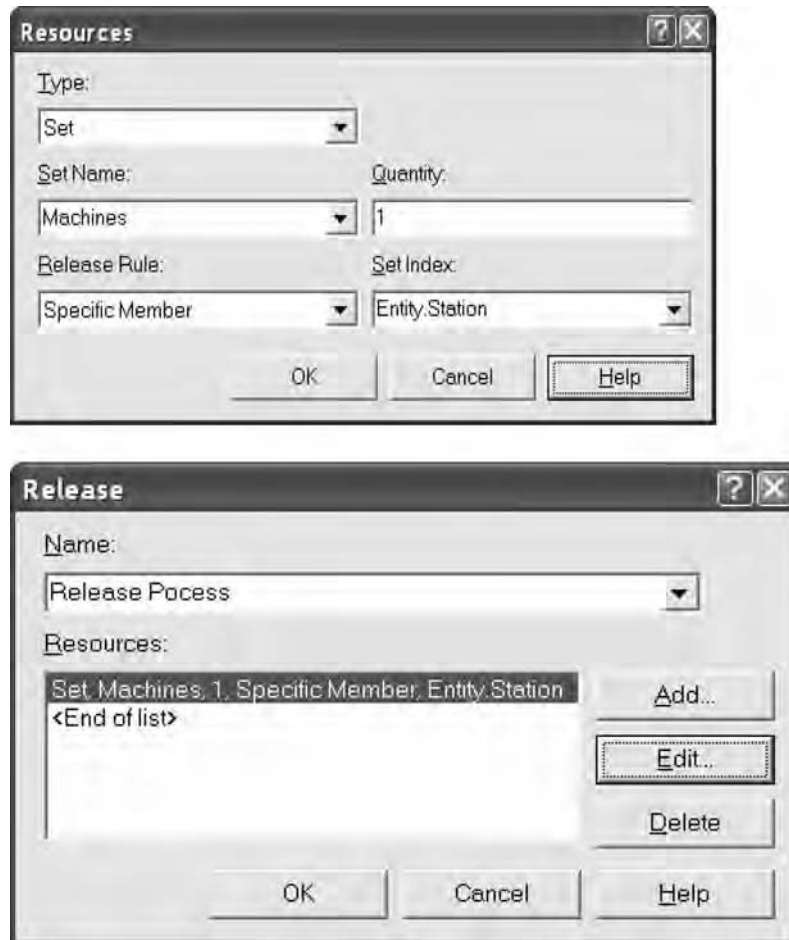 Resources
Type:
Set
Set Name: Quantity:
Machines 1
Release Rule: Set Index:
Specific Member Entity.Station
OK Cancel Help
Release
Name:
Release Pocess
Resources:
Set, Machines, 1, Specific Member, Entity.Station
<End of list>
Add...
Edit...
Delete
OK Cancel Help